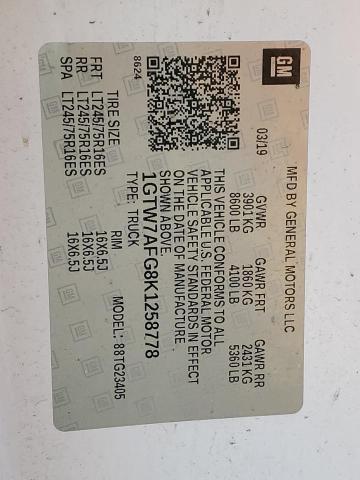 GM
MFD BY GENERAL MOTORS LLC
03/19
GVWR GAWR FRT GAWR RR
3901 KG 1860 KG 2431 KG
8600 LB 4100 LB 5360 LB
THIS VEHICLE CONFORMS TO ALL
APPLICABLE U.S. FEDERAL MOTOR
VEHICLE SAFETY STANDARDS IN EFFECT
ON THE DATE OF MANUFACTURE
SHOWN ABOVE.
1GTW7AFG8K1258778
TYPE: TRUCK
8624
MODEL: 88TG23405
TIRE SIZE RIM
FRT LT245/75R16ES 16X6.5J
RR LT245/75R16ES 16X6.5J
SPA LT245/75R16ES 16X6.5J